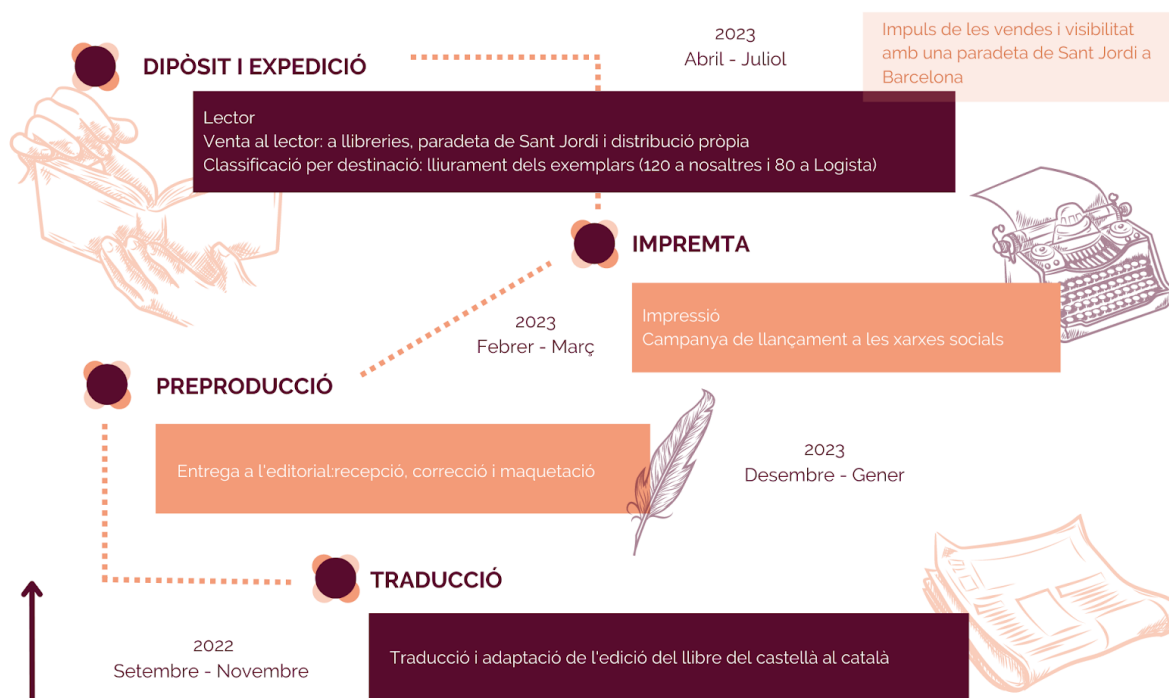 2023
Abril - Juliol
Impuls de les vendes i visibilitat
amb una paradeta de Sant Jordi a
Barcelona
DIPÒSIT I EXPEDICIÓ
Lector
Venta al lector: a llibreries, paradeta de Sant Jordi i distribució pròpia
Classificació per destinació: lliurament dels exemplars (120 a nosaltres i 80 a Logista)
IMPREMTA
Impressió
Campanya de llançament a les xarxes socials
2023
Febrer - Març
PREPRODUCCIÓ
Entrega a l'editorial:recepció, correcció i maquetació
2023
Desembre - Gener
TRADUCCIÓ
2022
Setembre - Novembre
Traducció i adaptació de l'edició del llibre del castellà al català